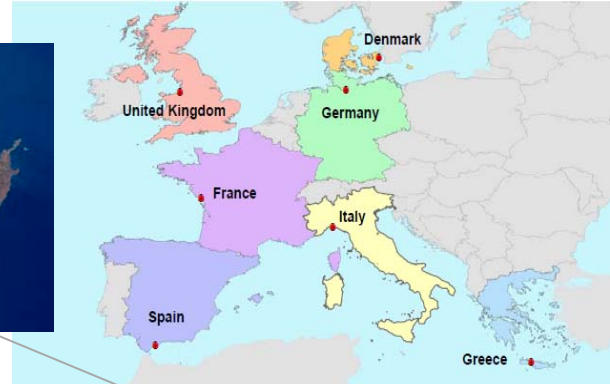 Denmark
United Kingdom
Germany
France
Italy
Spain
Greece